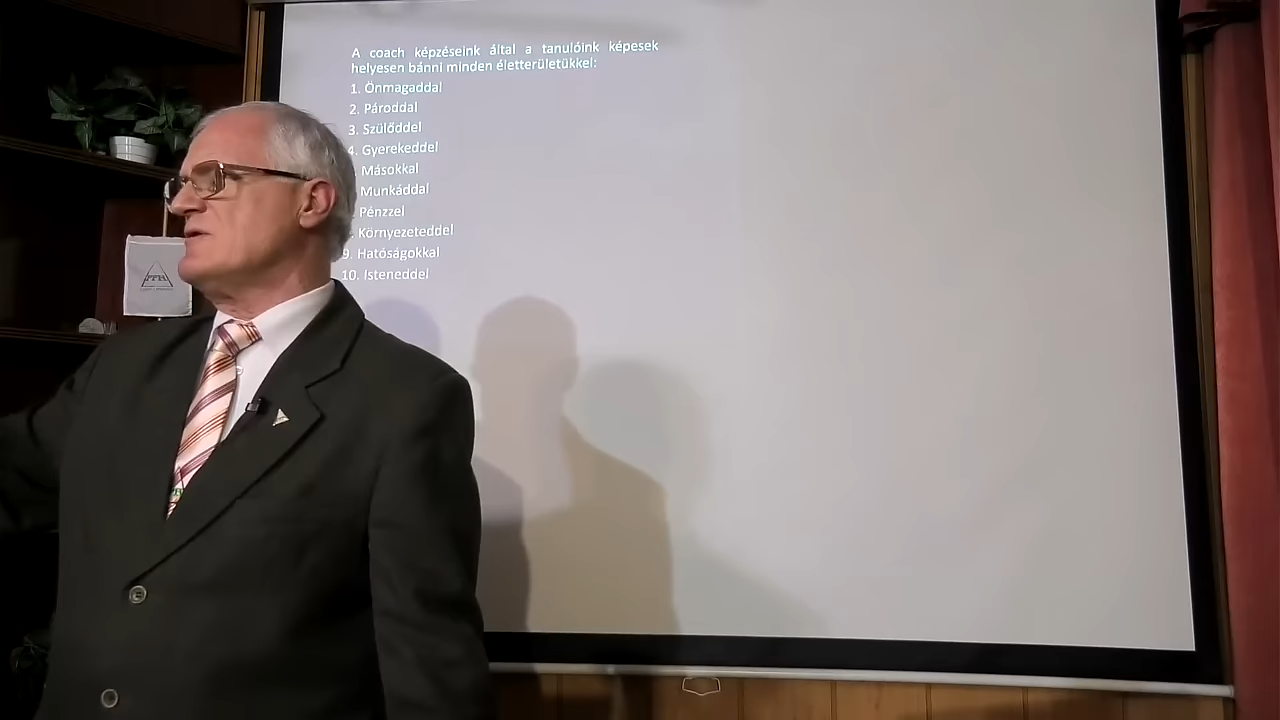 A coach képzéseink által a tanulóink képesek
helyesen bánni minden életterületükkel:
1. Önmagaddal
2. Pároddal
3. Szülőddel
4. Gyerekeddel
Másokkal
Munkáddal
Pénzzel
Környezeteddel
9. Hatóságokkal
10. Isteneddel